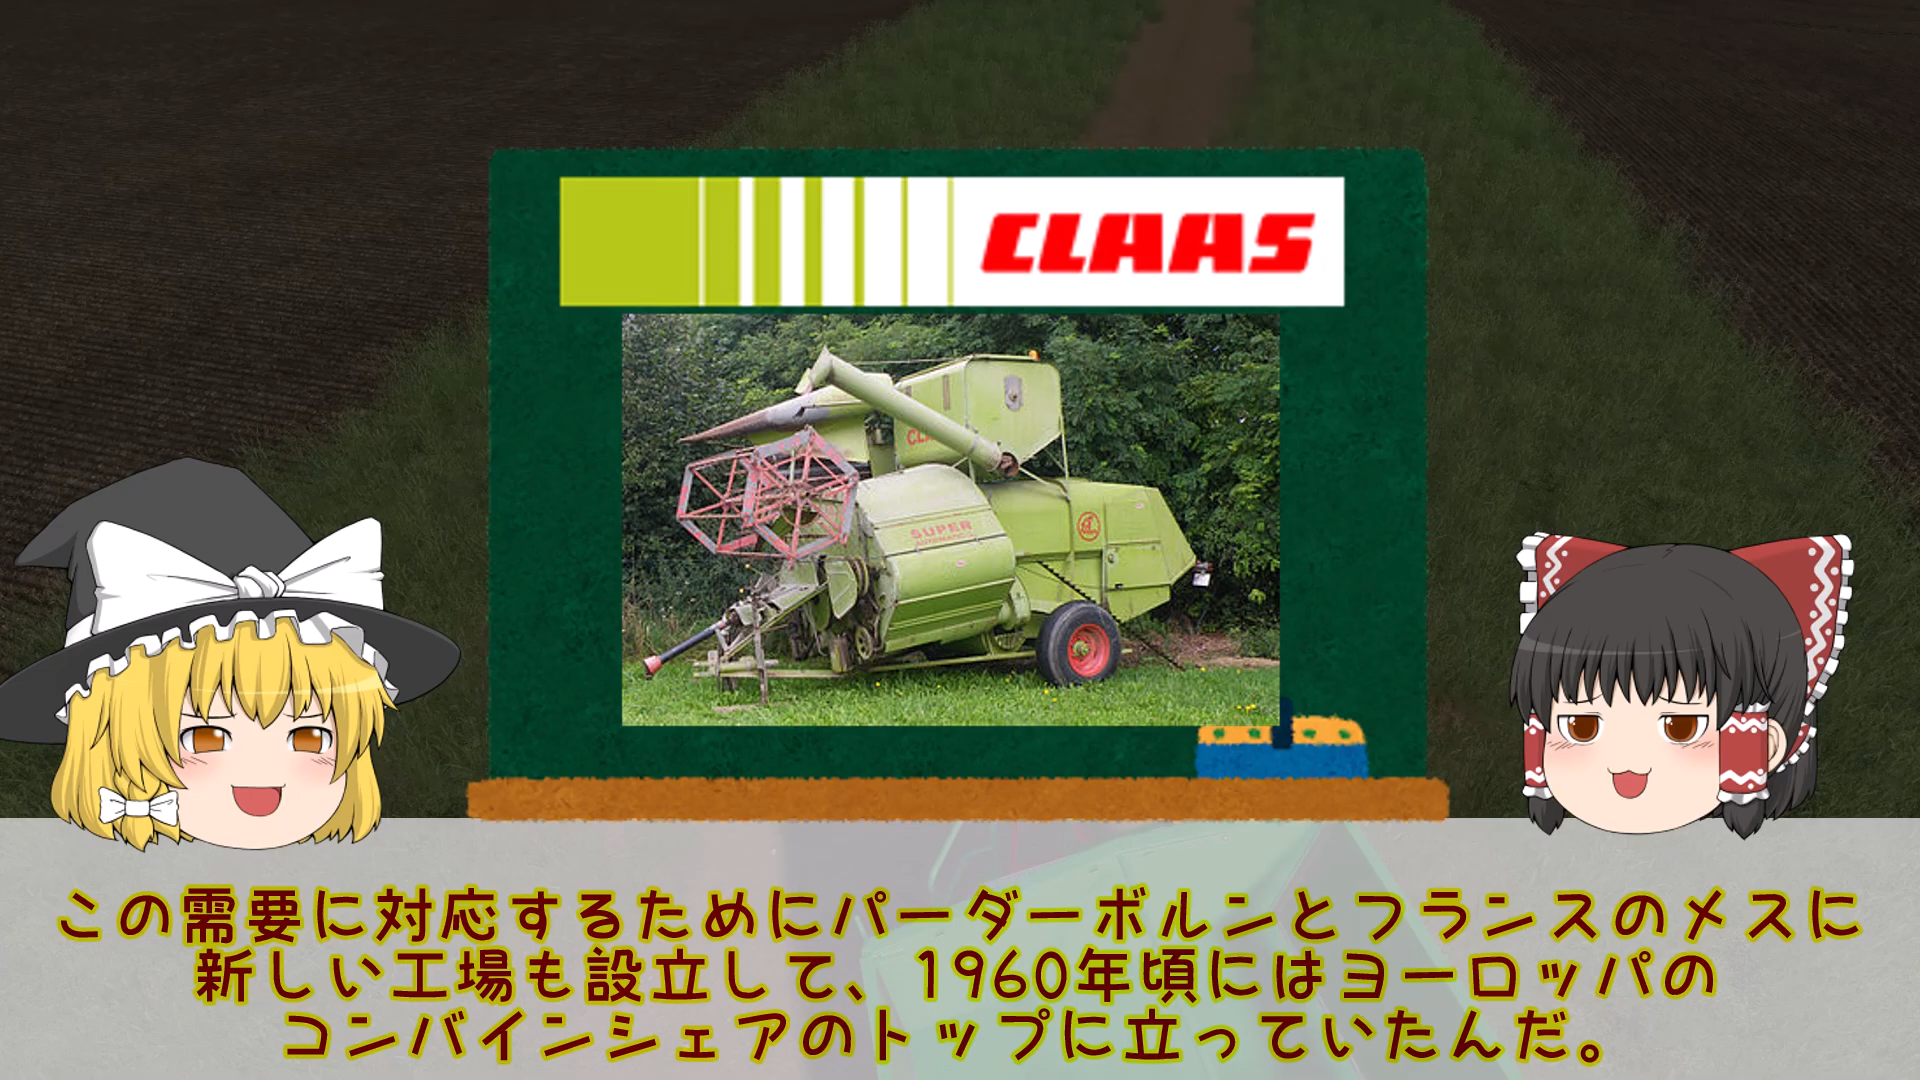 CLAAS
SUPER
AUTOMATIC
この需要に対応するためにパーダーボルンとフランスのメスに
新しい工場も設立して、1960年頃にはヨーロッパの
コンバインシェアのトップに立っていたんだ。